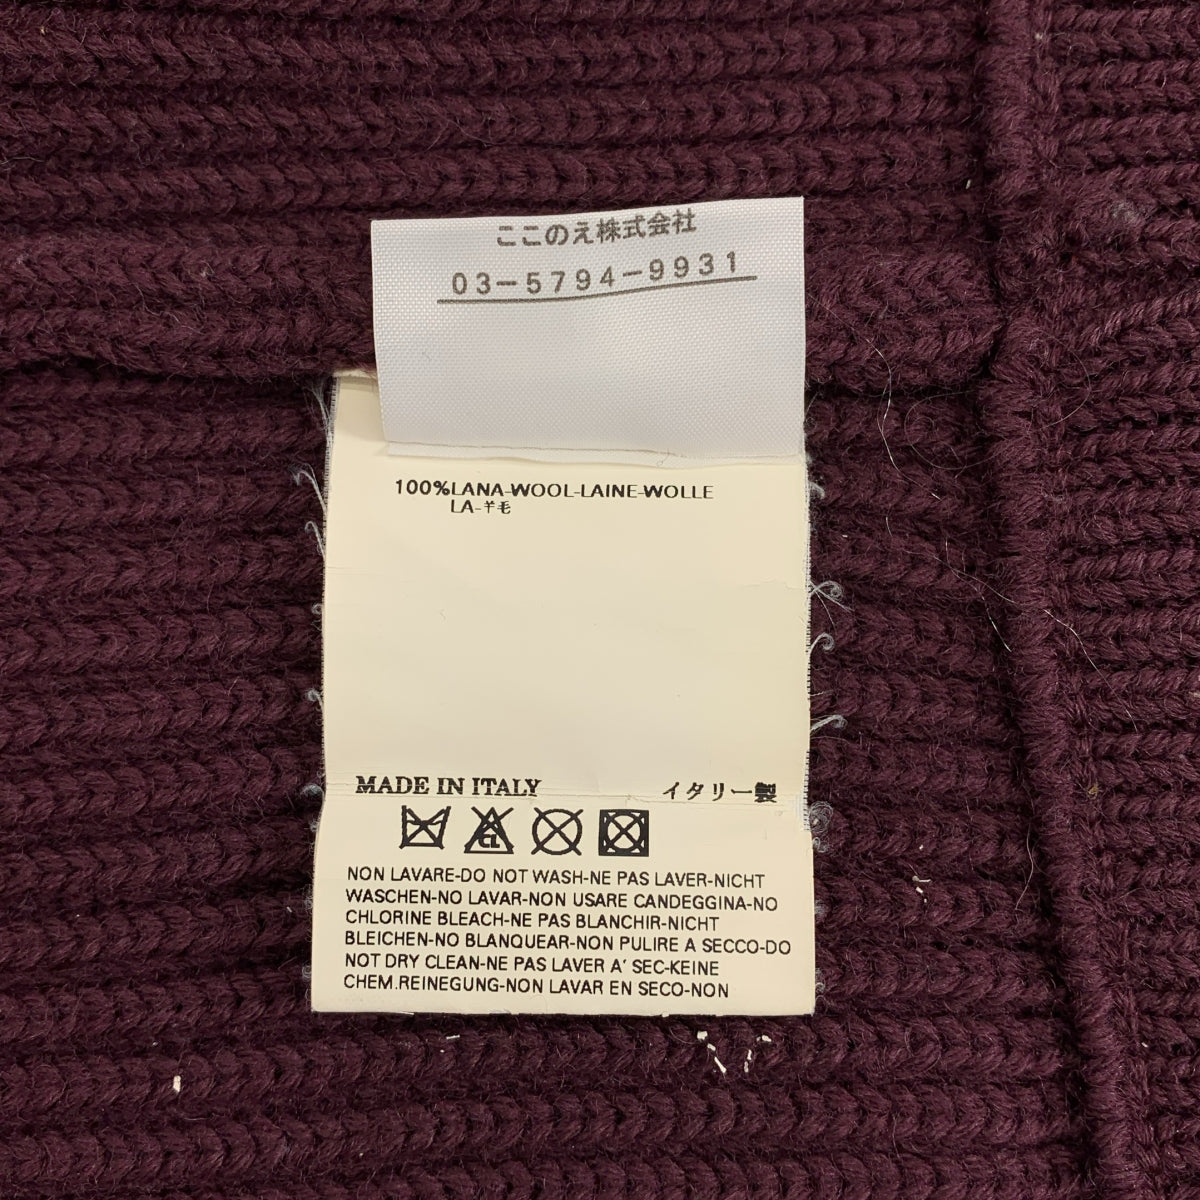 ここのえ株式会社
03-5794-9931
100%LANA-WOOL-LAINE-WOLLE
LA-羊毛
MADE IN ITALY イタリー製
CL
NON LAVARE-DO NOT WASH-NE PAS LAVER-NICHT
WASCHEN-NO LAVAR-NON USARE CANDEGGINA-NO
CHLORINE BLEACH-NE PAS BLANCHIR-NICHT
BLEICHEN-NO BLANQUEAR-NON PULIRE A SECCO-DO
NOT DRY CLEAN-NE PAS LAVER A' SEC-KEINE
CHEM.REINEGUNG-NON LAVAR EN SECO-NON